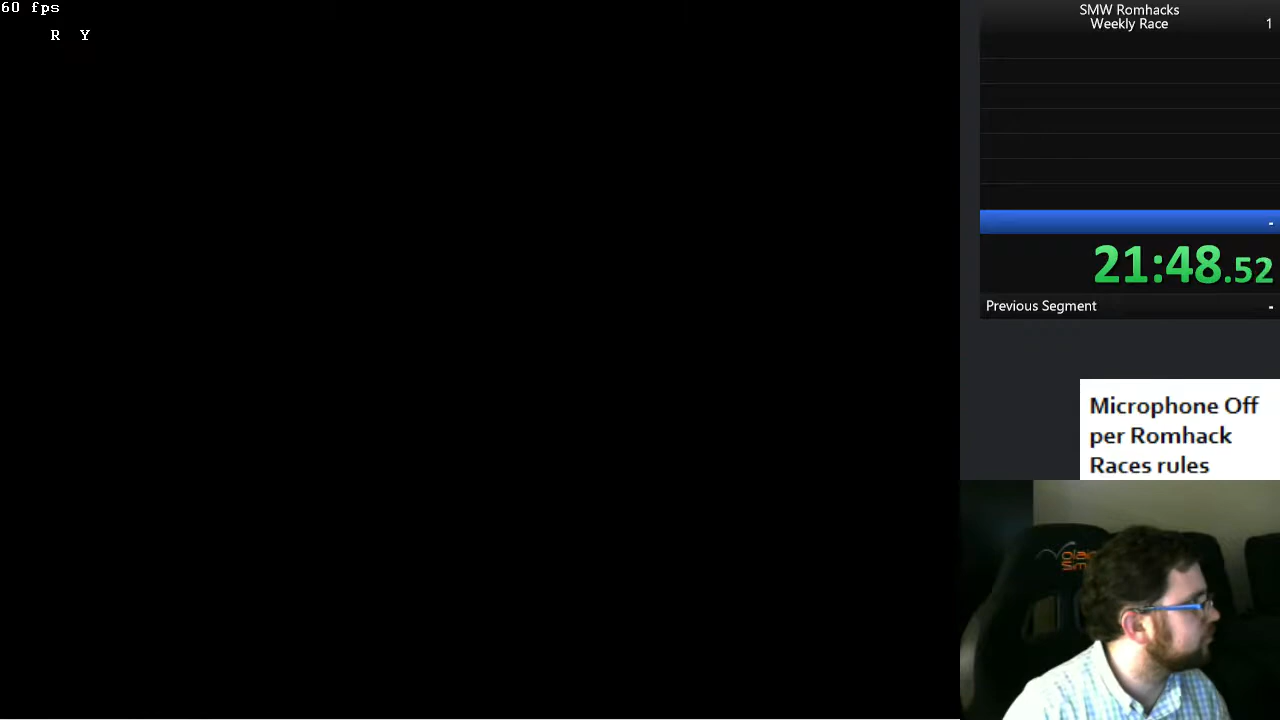 60 fps
R Y
SMW Romhacks
Weekly Race 1
-
21:48.52
Previous Segment -
Microphone Off
per Romhack
Races rules